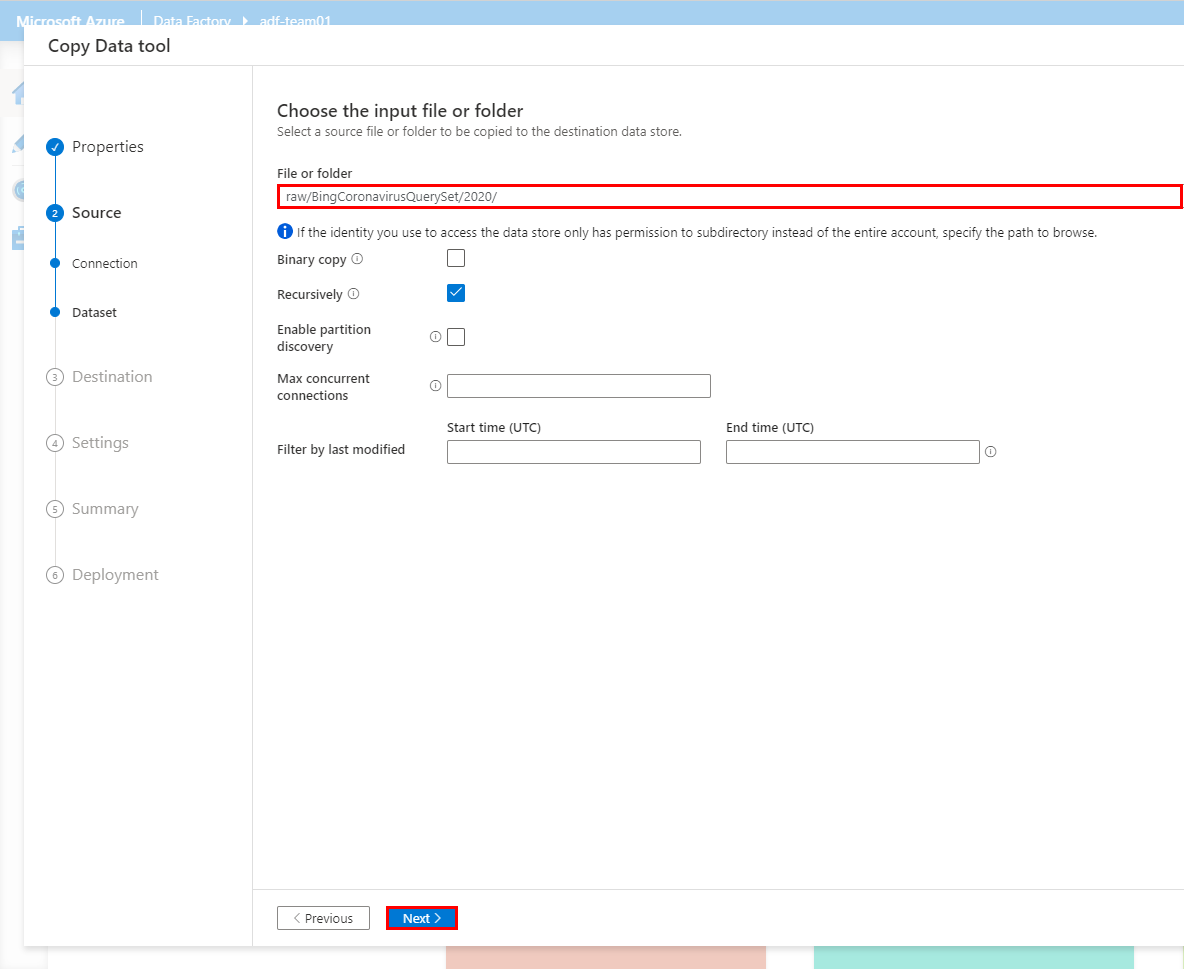 Microsoft Azure
Data Factory
adf-team01
Copy Data tool
Properties
2
Source
Connection
Dataset
3
Destination
4
Settings
5
Summary
6
Deployment
Choose the input file or folder
Select a source file or folder to be copied to the destination data store.
File or folder
raw/BingCoronavirusQuerySet/2020/
If the identity you use to access the data store only has permission to subdirectory instead of the entire account, specify the path to browse.
Binary copy
Recursively
Enable partition
discovery
Max concurrent
connections
Start time (UTC)
End time (UTC)
Filter by last modified
Previous
Next